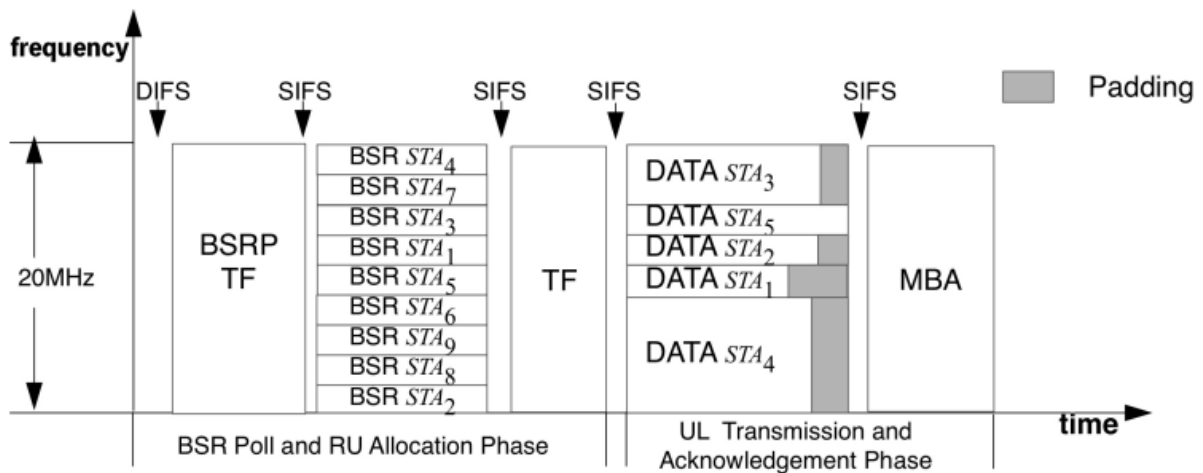 frequency
DIFS
SIFS
SIFS
SIFS
SIFS
Padding
20MHz
BSRP
TF
BSR STA4
BSR STA7
BSR STA3
BSR STA1
BSR STA5
BSR STA6
BSR STA9
BSR STA8
BSR STA2
TF
DATA STA3
DATA STA5
DATA STA2
DATA STA1
DATA STA4
MBA
time
BSR Poll and RU Allocation Phase
UL Transmission and
Acknowledgement Phase